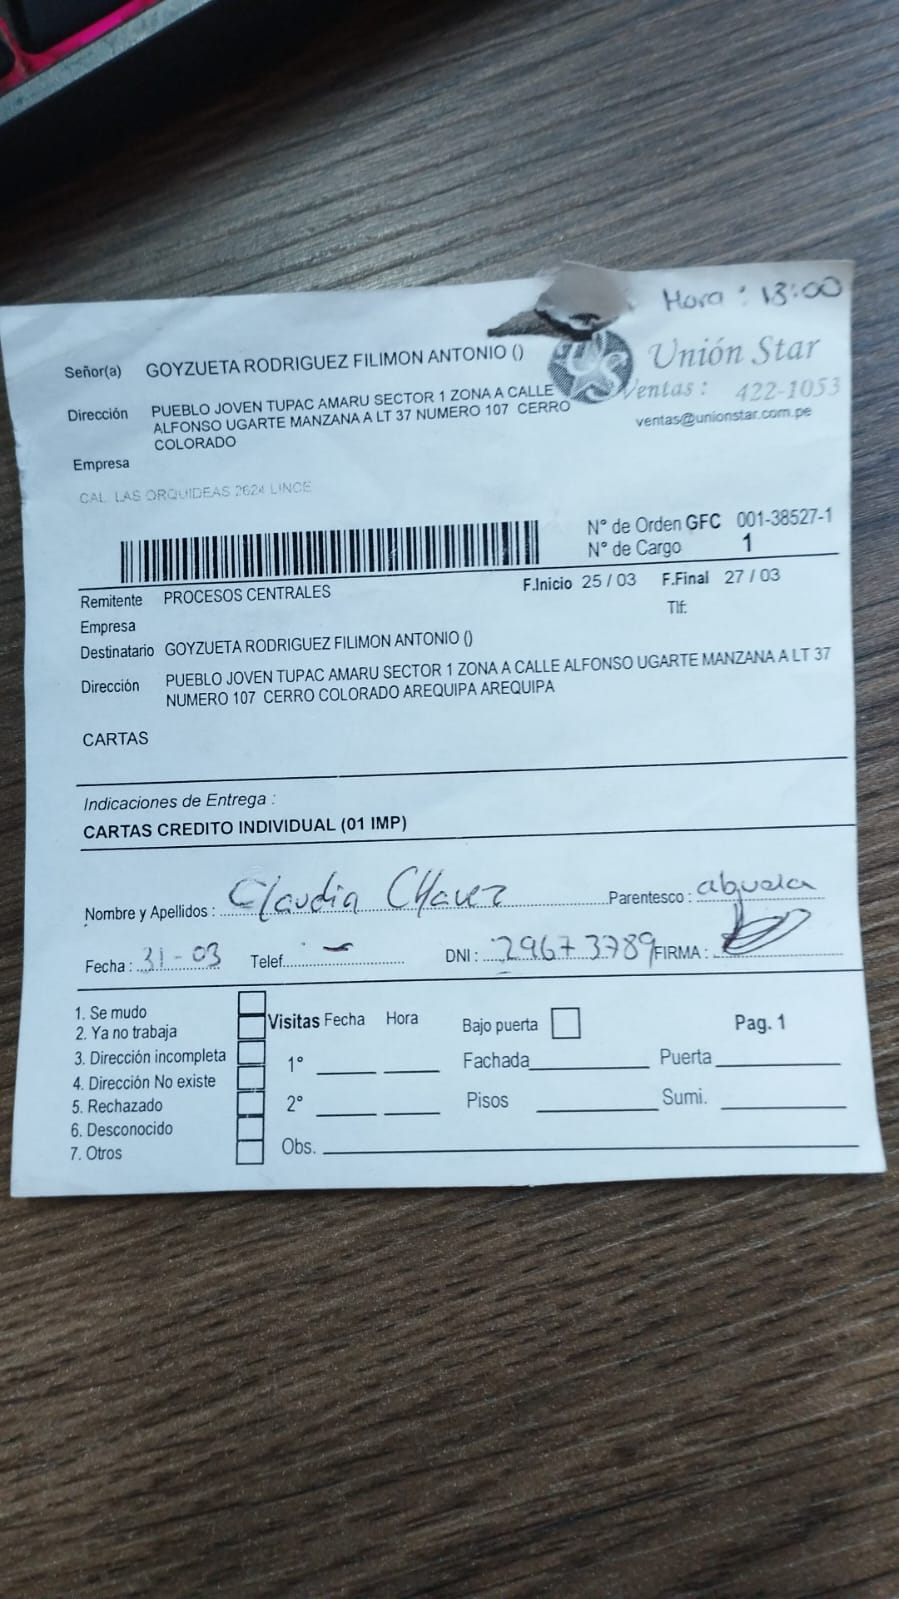 Hora : 13:00
Señor(a) GOYZUETA RODRIGUEZ FILIMON ANTONIO ()
Unión Star
Dirección PUEBLO JOVEN TUPAC AMARU SECTOR 1 ZONA A CALLE
ALFONSO UGARTE MANZANA A LT 37 NUMERO 107 CERRO
COLORADO
US
Ventas : 422-1053
ventas@unionstar.com.pe
Empresa
CAL. LAS ORQUIDEAS 2624 LINCE
N° de Orden GFC 001-38527-1
N° de Cargo 1
Remitente PROCESOS CENTRALES F.Inicio 25 / 03 F.Final 27 / 03
Empresa Tlf:
Destinatario GOYZUETA RODRIGUEZ FILIMON ANTONIO ()
Dirección PUEBLO JOVEN TUPAC AMARU SECTOR 1 ZONA A CALLE ALFONSO UGARTE MANZANA A LT 37
NUMERO 107 CERRO COLORADO AREQUIPA AREQUIPA
CARTAS
Indicaciones de Entrega :
CARTAS CREDITO INDIVIDUAL (01 IMP)
Nombre y Apellidos : Claudia CHavez Parentesco : abuela
Fecha : 31-03 Telef. - DNI : 29673789 FIRMA :
1. Se mudo
2. Ya no trabaja
3. Dirección incompleta
4. Dirección No existe
5. Rechazado
6. Desconocido
7. Otros
Visitas Fecha Hora Bajo puerta Pag. 1
1° Fachada Puerta
2° Pisos Sumi.
Obs.